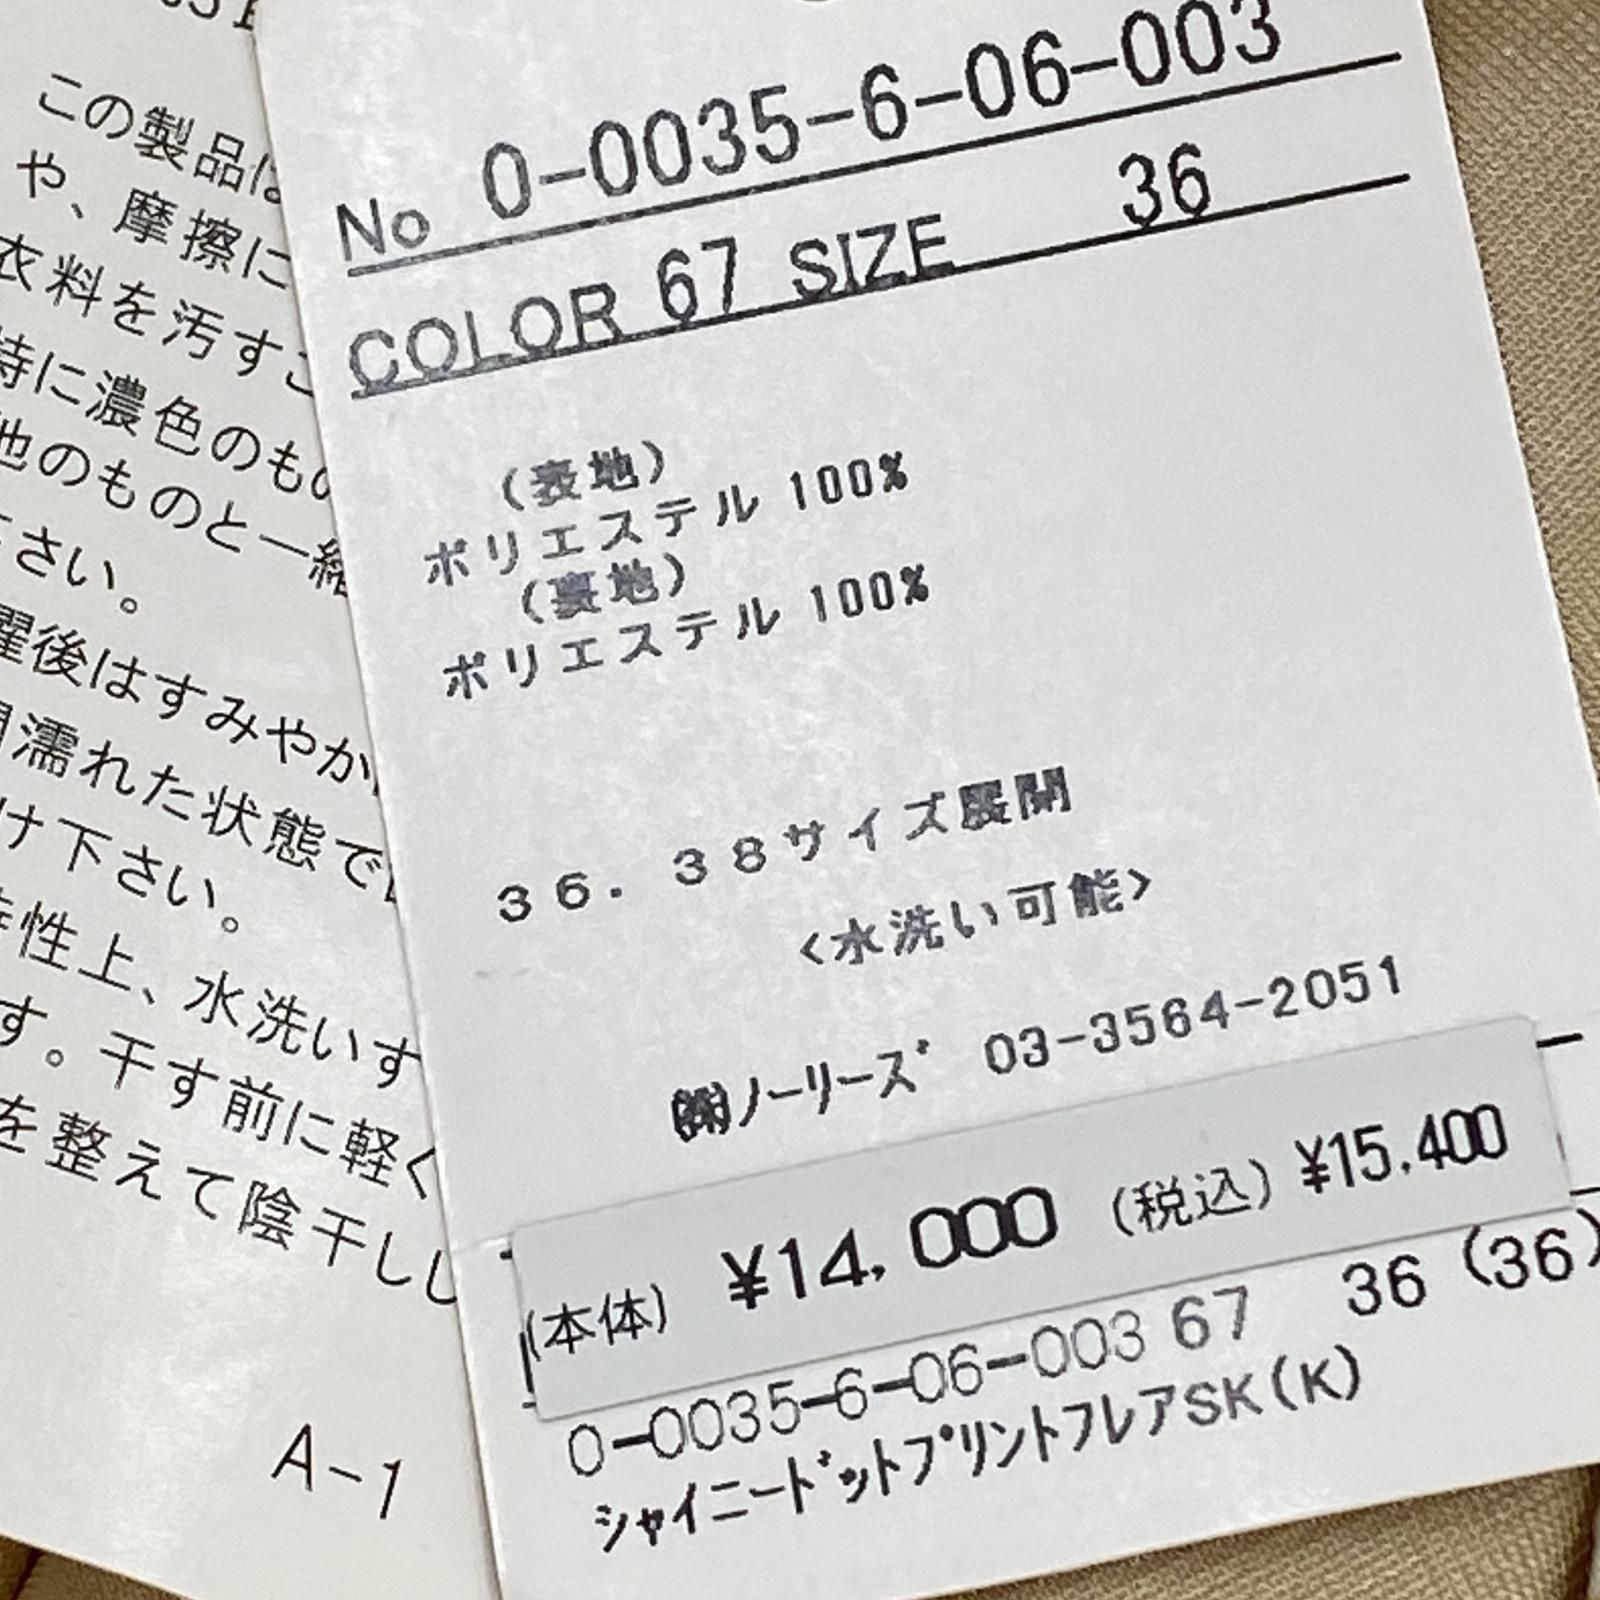 この製品は
や、摩擦に
衣料を汚すこ
特に濃色のもの
他のものと一緒
さい。
濯後はすみやかに
濡れた状態で
け下さい。
性上、水洗いす
す。干す前に軽く
を整えて陰干しし
A-1
No 0-0035-6-06-003
COLOR 67 SIZE 36
(表地)
ポリエステル 100%
(裏地)
ポリエステル 100%
36. 38サイズ展開
<水洗い可能>
㈱ノーリーズ 03-3564-2051
(本体) ¥14,000 (税込) ¥15,400
0-0035-6-06-003 67 36 (36)
シャイニードットプリントフレアSK(K)